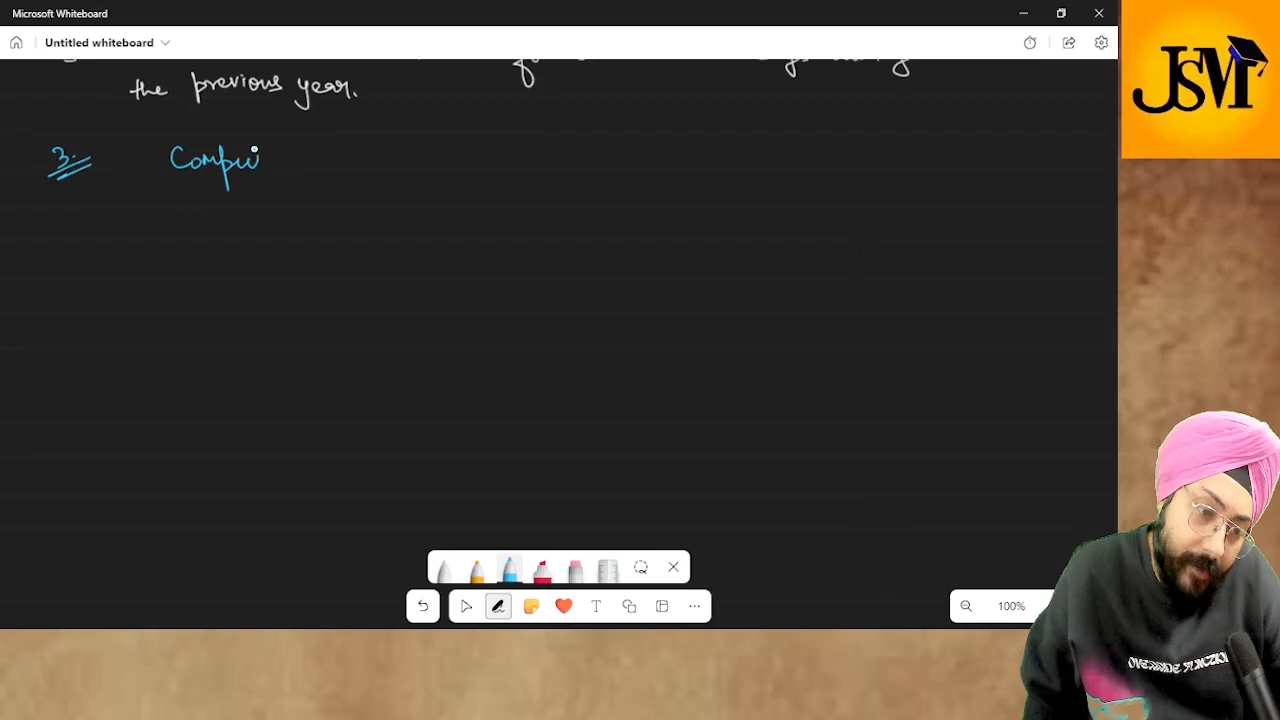 Microsoft Whiteboard
Untitled whiteboard
the previous year.
3. Compu
100%
JSM